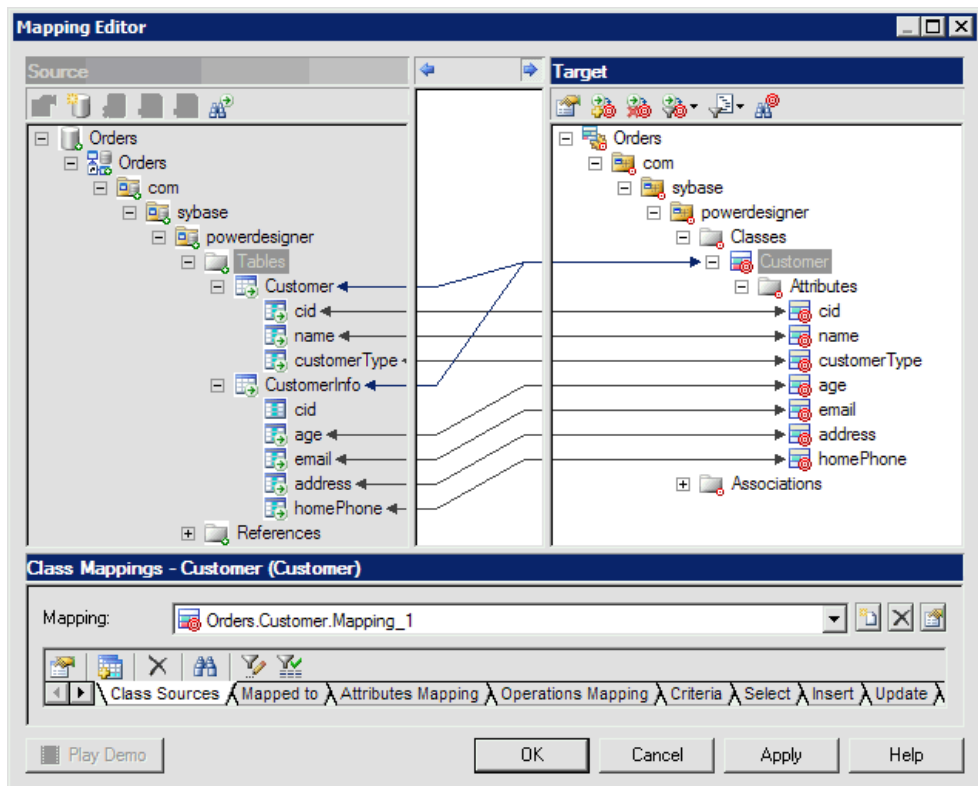 Mapping Editor
Source
Target
Orders
Orders
com
sybase
powerdesigner
Tables
Customer
cid
name
customerType
CustomerInfo
cid
age
email
address
homePhone
References
Orders
com
sybase
powerdesigner
Classes
Customer
Attributes
cid
name
customerType
age
email
address
homePhone
Associations
Class Mappings - Customer (Customer)
Mapping: Orders.Customer.Mapping_1
Class Sources Mapped to Attributes Mapping Operations Mapping Criteria Select Insert Update
Play Demo OK Cancel Apply Help